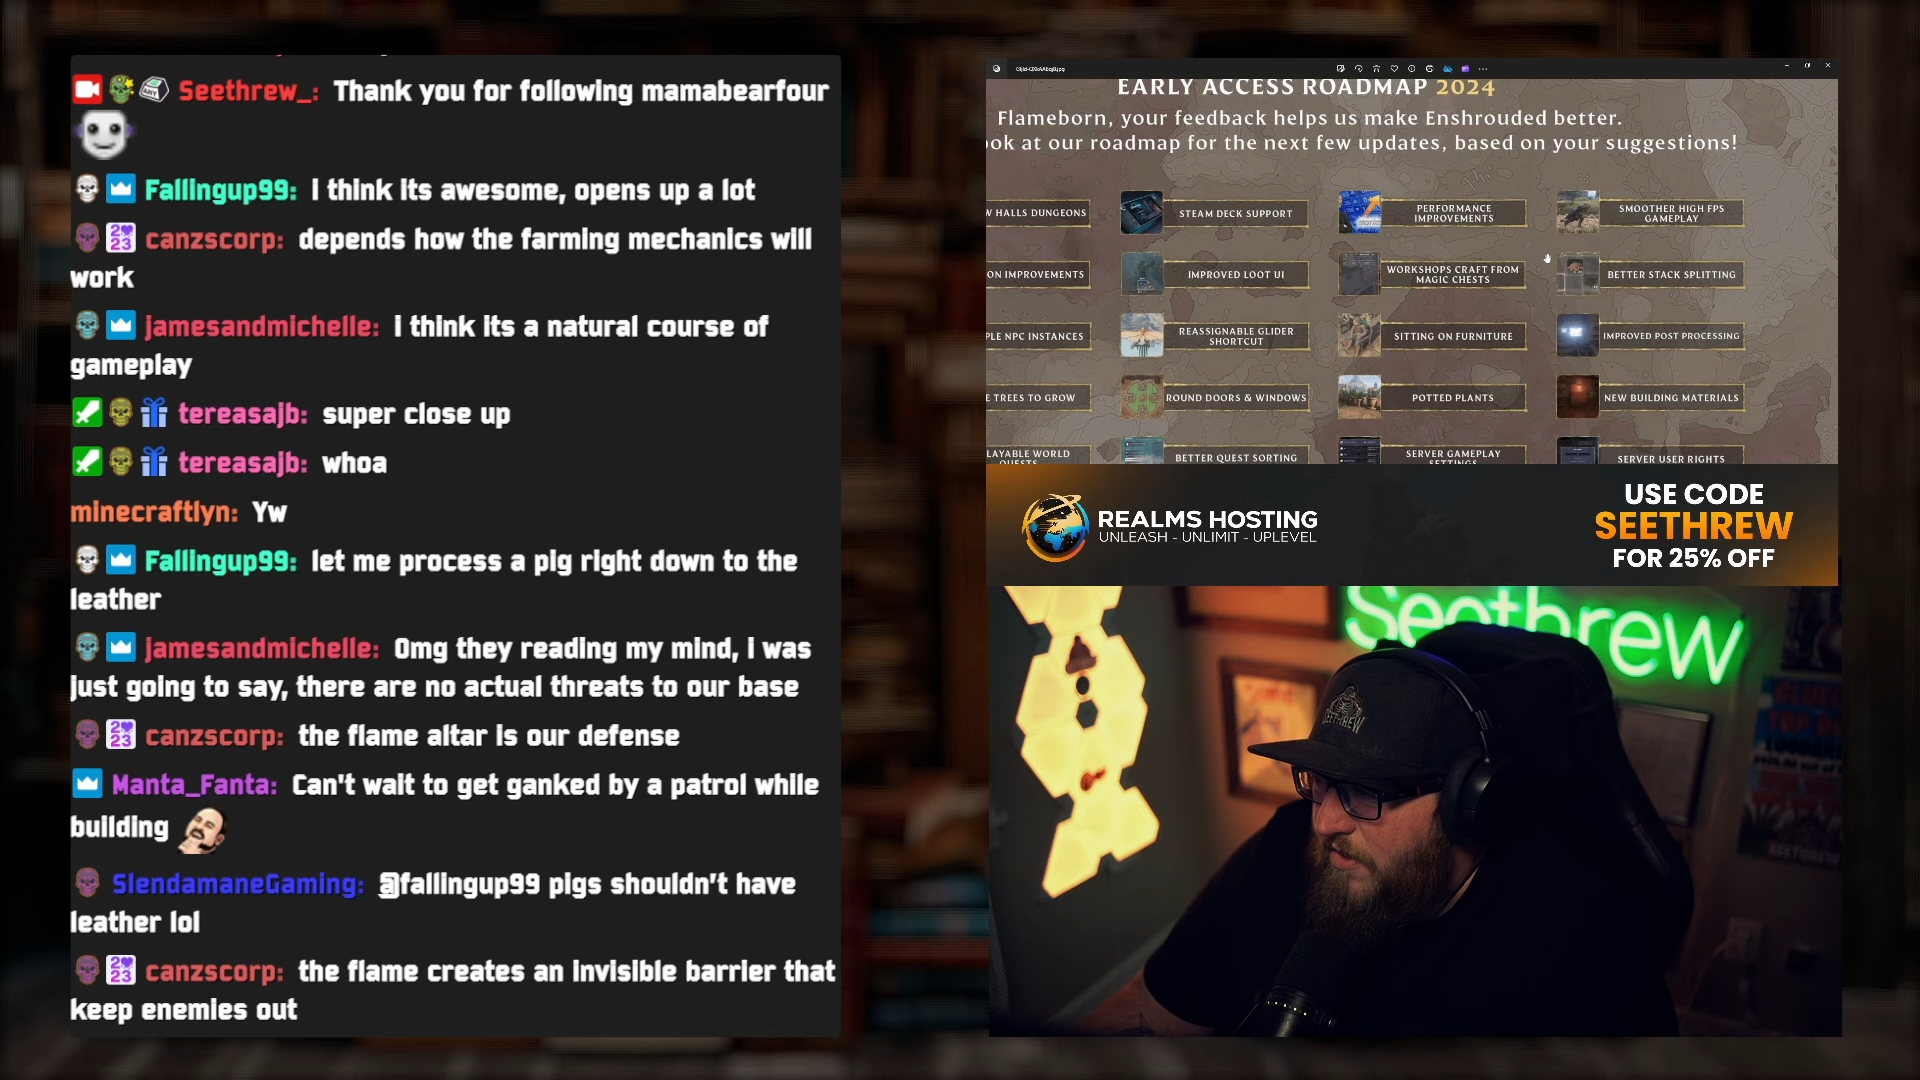 Seethrew_: Thank you for following mamabearfour
Fallingup99: i think its awesome, opens up a lot
canzscorp: depends how the farming mechanics will
work
jamesandmichelle: I think its a natural course of
gameplay
tereasajb: super close up
tereasajb: whoa
minecraftlyn: Yw
Fallingup99: let me process a pig right down to the
leather
jamesandmichelle: Omg they reading my mind, I was
just going to say, there are no actual threats to our base
canzscorp: the flame altar is our defense
Manta_Fanta: Can't wait to get ganked by a patrol while
building
SlendamaneGaming: @fallingup99 pigs shouldn’t have
leather lol
canzscorp: the flame creates an invisible barrier that
keep enemies out
EARLY ACCESS ROADMAP 2024
Flameborn, your feedback helps us make Enshrouded better.
ook at our roadmap for the next few updates, based on your suggestions!
W HALLS DUNGEONS
STEAM DECK SUPPORT
PERFORMANCE
IMPROVEMENTS
SMOOTHER HIGH FPS
GAMEPLAY
ON IMPROVEMENTS
IMPROVED LOOT UI
WORKSHOPS CRAFT FROM
MAGIC CHESTS
BETTER STACK SPLITTING
PLE NPC INSTANCES
REASSIGNABLE GLIDER
SHORTCUT
SITTING ON FURNITURE
IMPROVED POST PROCESSING
E TREES TO GROW
ROUND DOORS & WINDOWS
POTTED PLANTS
NEW BUILDING MATERIALS
LAYABLE WORLD
QUESTS
BETTER QUEST SORTING
SERVER GAMEPLAY
SETTINGS
SERVER USER RIGHTS
REALMS HOSTING
UNLEASH - UNLIMIT - UPLEVEL
USE CODE
SEETHREW
FOR 25% OFF
Seethrew
SEETHREW